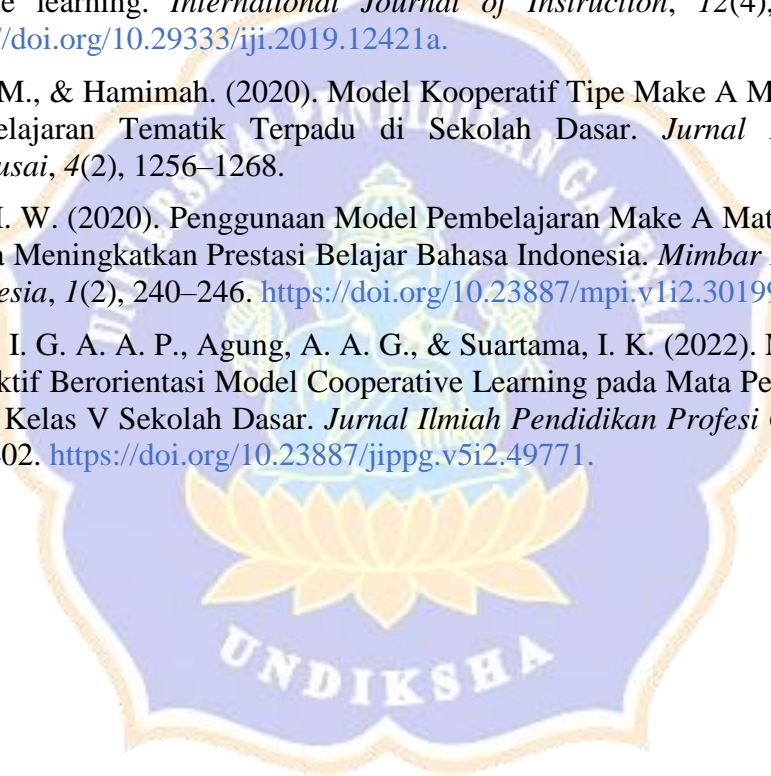 e learning. International Journal of Instruction, 12(4),
//doi.org/10.29333/iji.2019.12421a.
M., & Hamimah. (2020). Model Kooperatif Tipe Make A M
elajaran Tematik Terpadu di Sekolah Dasar. Jurnal
usai, 4(2), 1256–1268.
I. W. (2020). Penggunaan Model Pembelajaran Make A Mat
a Meningkatkan Prestasi Belajar Bahasa Indonesia. Mimbar
esia, 1(2), 240–246. https://doi.org/10.23887/mpi.v1i2.30199
I. G. A. A. P., Agung, A. A. G., & Suartama, I. K. (2022). 
ktif Berorientasi Model Cooperative Learning pada Mata Pe
Kelas V Sekolah Dasar. Jurnal Ilmiah Pendidikan Profesi
02. https://doi.org/10.23887/jippg.v5i2.49771.
UNIVERSITAS PENDIDIKAN GANESHA
UNDIKSHA